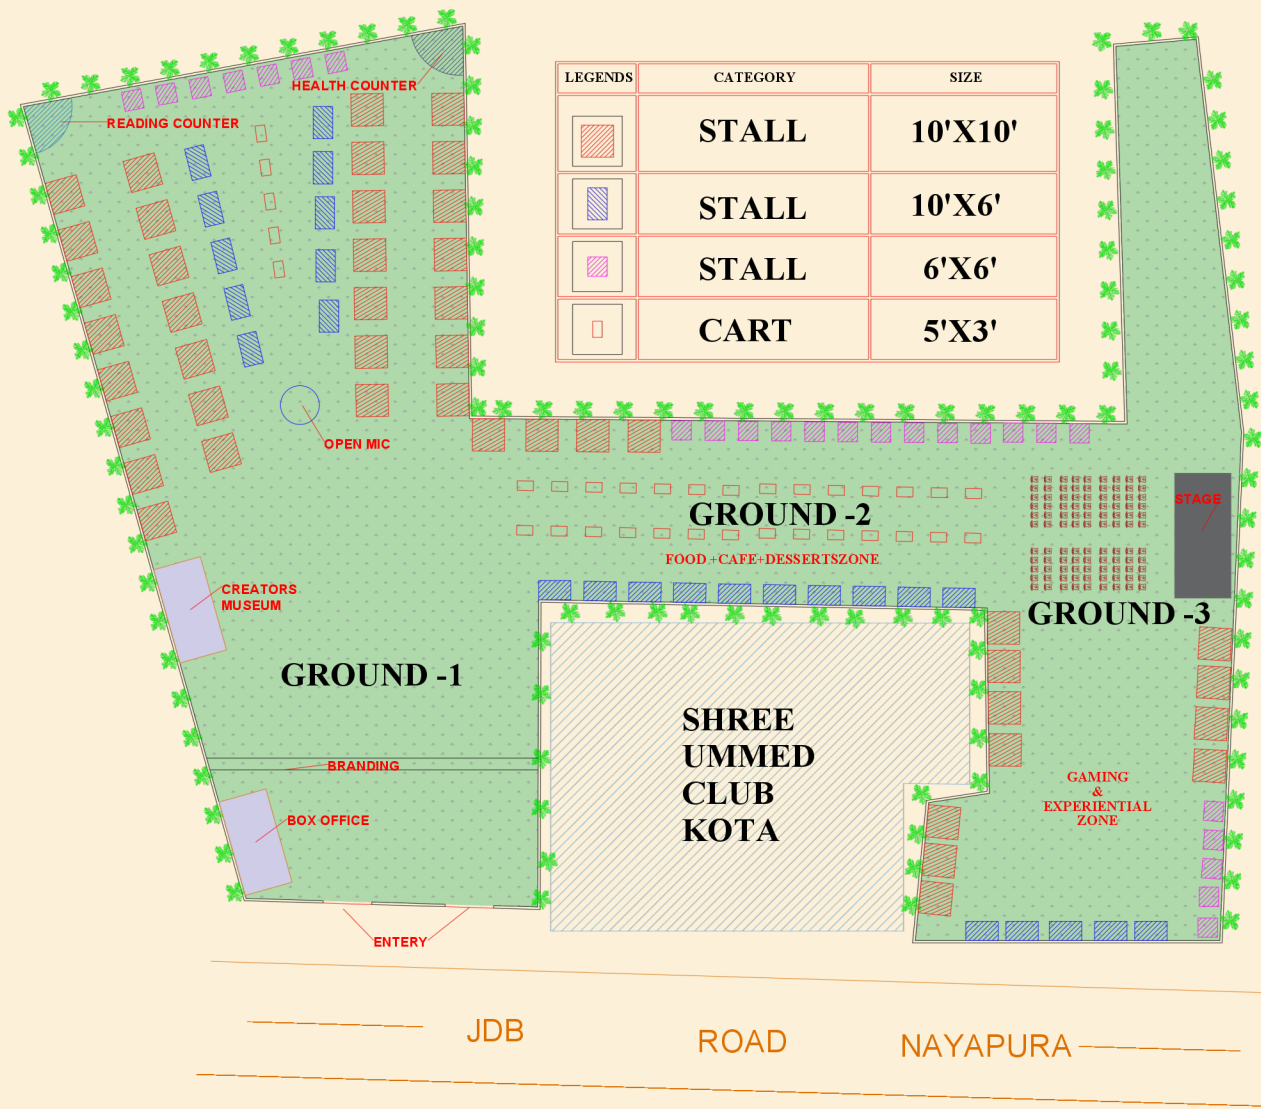 LEGENDS CATEGORY SIZE
STALL 10'X10'
STALL 10'X6'
STALL 6'X6'
CART 5'X3'
HEALTH COUNTER
READING COUNTER
OPEN MIC
STAGE
GROUND -2
FOOD +CAFE+DESSERTSZONE
CREATORS
MUSEUM
GROUND -3
GROUND -1
SHREE
UMMED
CLUB
KOTA
BRANDING
GAMING
&
EXPERIENTIAL
ZONE
BOX OFFICE
ENTERY
JDB ROAD NAYAPURA